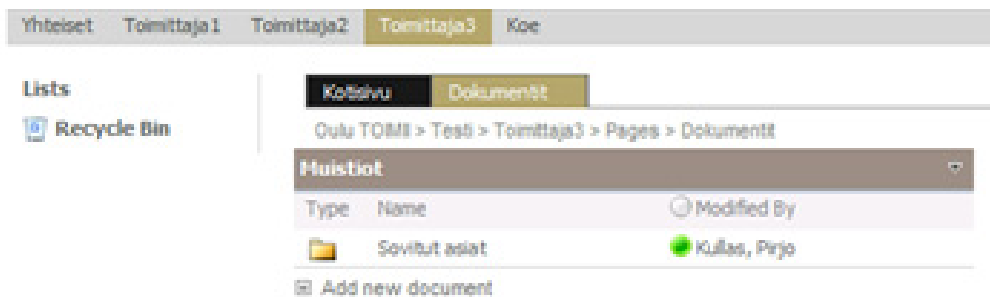 Yhteiset Toimittaja1 Toimittaja2 Toimittaja3 Koe
Lists
Recycle Bin
Kotisivu Dokumentit
Oulu TOIMII > Testi > Toimittaja3 > Pages > Dokumentit
Muistiot
Type Name Modified By
Sovitut asiat Kullas, Pirjo
Add new document